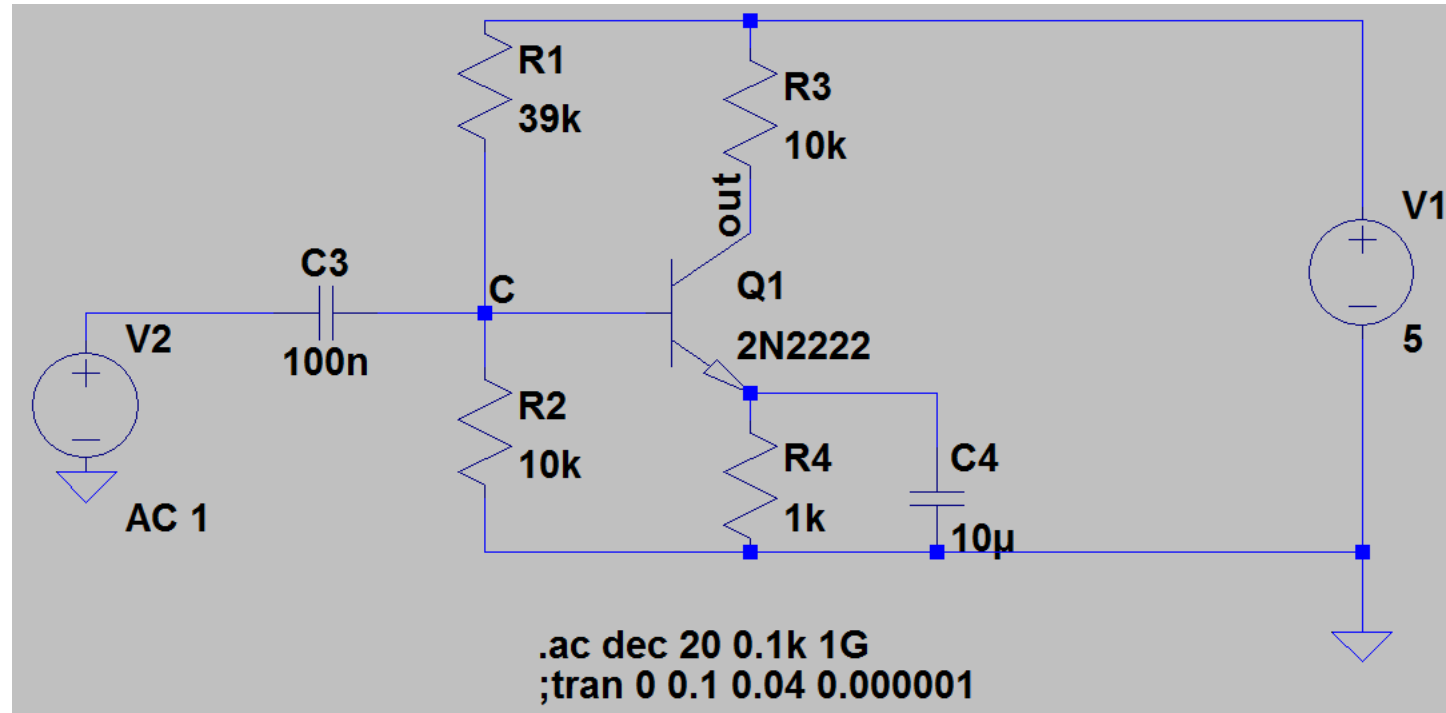 R1
39k
R3
10k
out
V1
5
C3
100n
C
Q1
2N2222
V2
AC 1
R2
10k
R4
1k
C4
10µ
.ac dec 20 0.1k 1G
;tran 0 0.1 0.04 0.000001